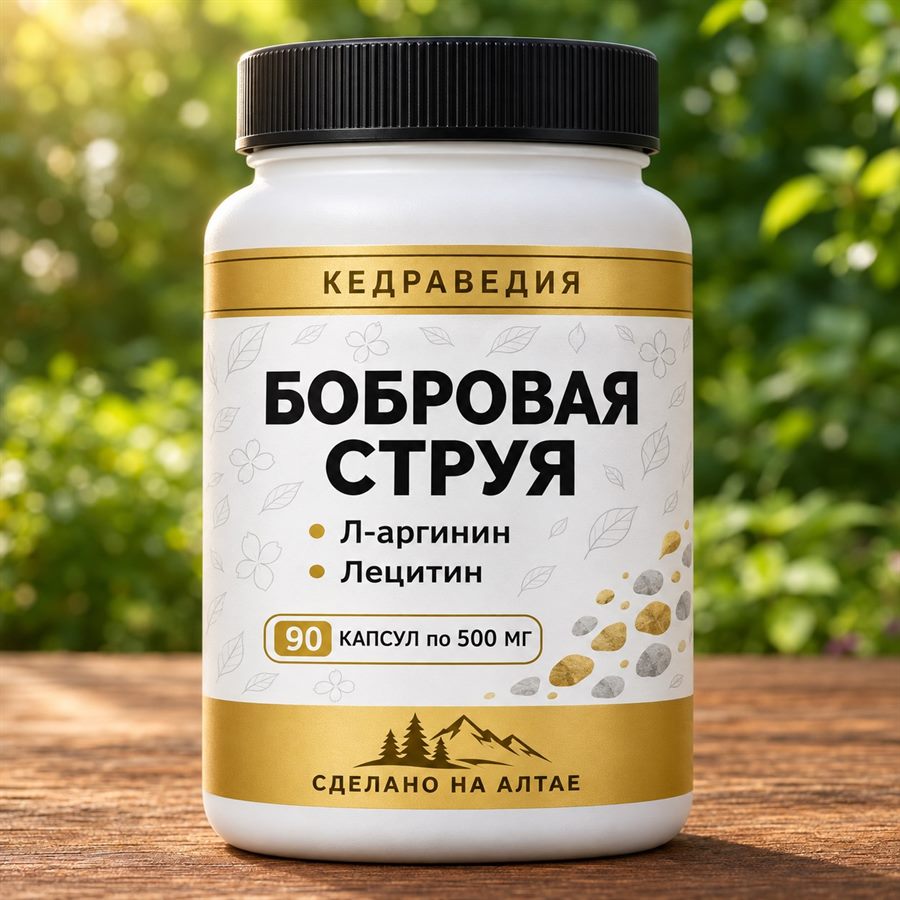 КЕДРАВЕДИЯ
БОБРОВАЯ
СТРУЯ
• Л-аргинин
• Лецитин
90 КАПСУЛ по 500 МГ
СДЕЛАНО НА АЛТАЕ